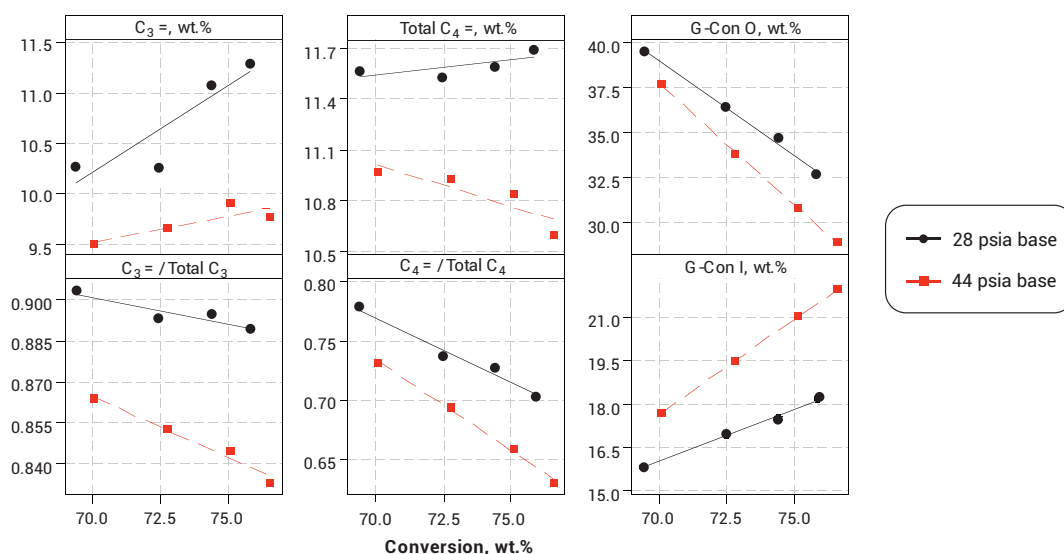 C₃ =, wt.%
11.5
11.0
10.5
10.0
9.5
Total C₄ =, wt.%
11.7
11.4
11.1
10.8
10.5
G-Con O, wt.%
40.0
37.5
35.0
32.5
30.0
C₃ = / Total C₃
0.900
0.885
0.870
0.855
0.840
70.0 72.5 75.0
C₄ = / Total C₄
0.80
0.75
0.70
0.65
70.0 72.5 75.0
G-Con I, wt.%
21.0
19.5
18.0
16.5
15.0
70.0 72.5 75.0
Conversion, wt.%
28 psia base
44 psia base